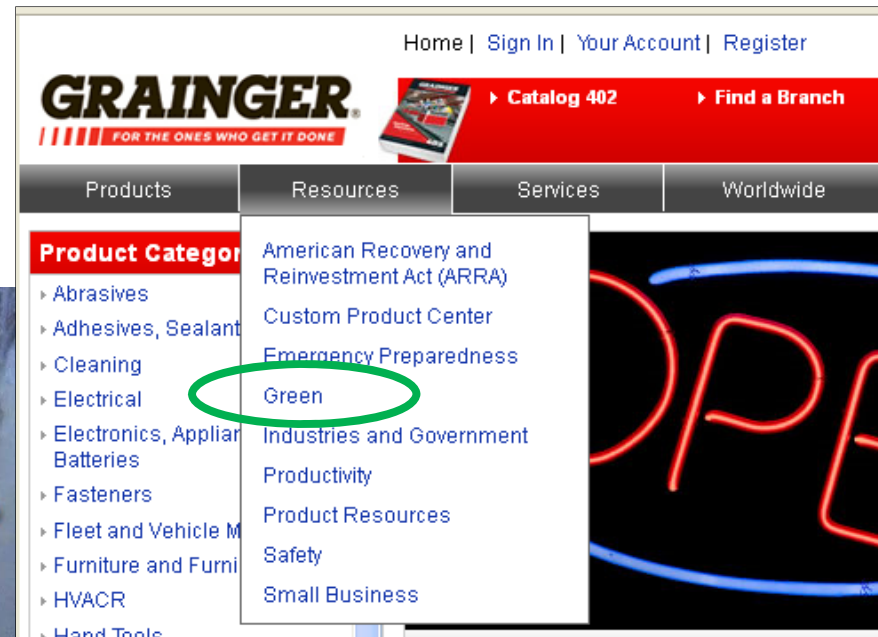 Home | Sign In | Your Account | Register
GRAINGER®
FOR THE ONES WHO GET IT DONE
Catalog 402
Find a Branch
Products
Resources
Services
Worldwide
Product Categor
Abrasives
Adhesives, Sealant
Cleaning
Electrical
Electronics, Applian
Batteries
Fasteners
Fleet and Vehicle M
Furniture and Furni
HVACR
Hand Tools
American Recovery and
Reinvestment Act (ARRA)
Custom Product Center
Emergency Preparedness
Green
Industries and Government
Productivity
Product Resources
Safety
Small Business
OPE